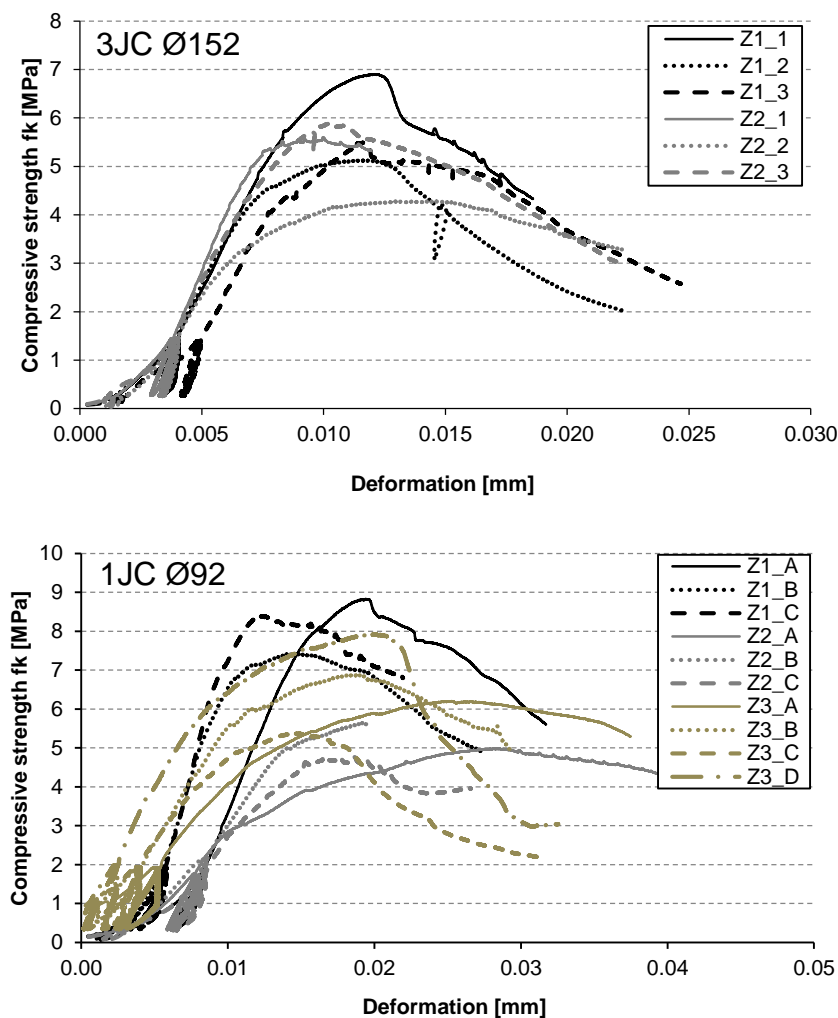 3JC Ø152
Compressive strength fk [MPa]
8
7
6
5
4
3
2
1
0
0.000 0.005 0.010 0.015 0.020 0.025 0.030
Deformation [mm]
Z1_1
Z1_2
Z1_3
Z2_1
Z2_2
Z2_3
1JC Ø92
Compressive strength fk [MPa]
10
9
8
7
6
5
4
3
2
1
0
0.00 0.01 0.02 0.03 0.04 0.05
Deformation [mm]
Z1_A
Z1_B
Z1_C
Z2_A
Z2_B
Z2_C
Z3_A
Z3_B
Z3_C
Z3_D